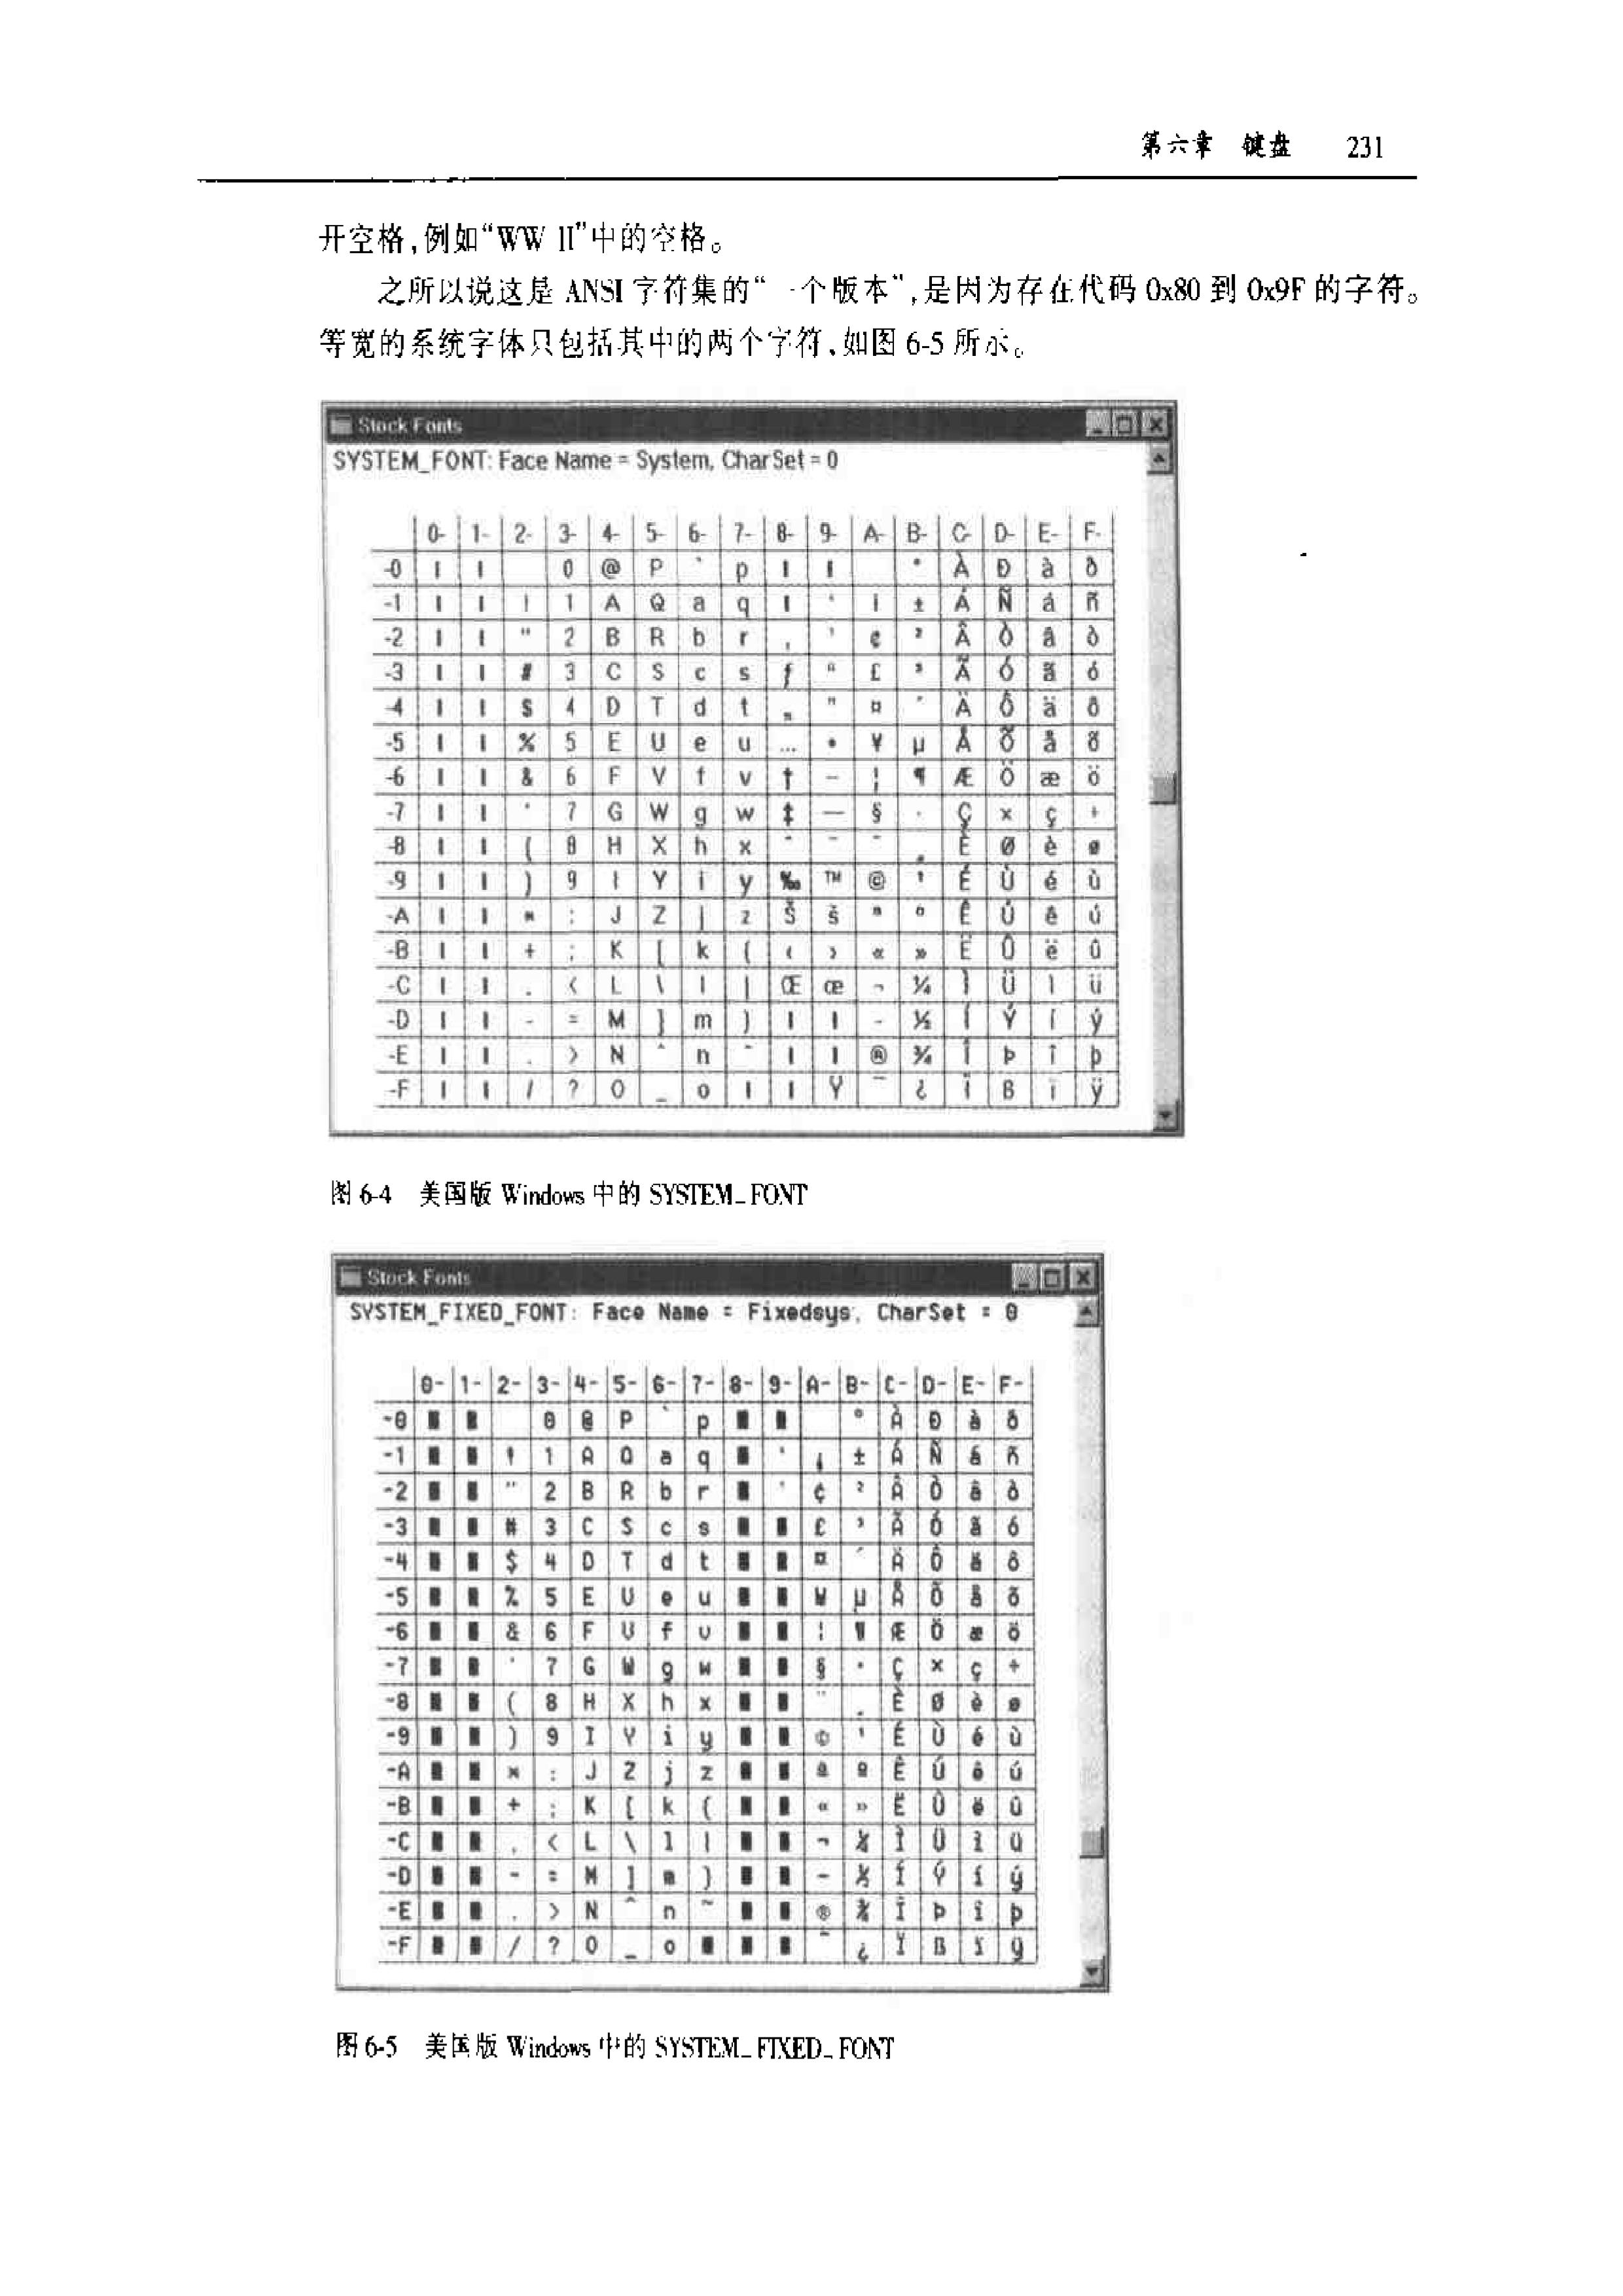 第六章 键盘 231
开空格,例如“WW II”中的空格。
之所以说这是 ANSI 字符集的“一个版本”,是因为存在代码 0x80 到 0x9F 的字符。
等宽的系统字体只包括其中的两个字符,如图 6-5 所示。
Stock Fonts
SYSTEM_FONT: Face Name = System, CharSet = 0
0- 1- 2- 3- 4- 5- 6- 7- 8- 9- A- B- C- D- E- F-
-0 0 @ P ` p ° À Ð à ð
-1 ! 1 A Q a q ‘ ¡ ± Á Ñ á ñ
-2 " 2 B R b r ‚ ’ ¢ ² Â Ò â ò
-3 # 3 C S c s ƒ “ £ ³ Ã Ó ã ó
-4 $ 4 D T d t „ ” ¤ ´ Ä Ô ä ô
-5 % 5 E U e u … • ¥ µ Å Õ å õ
-6 & 6 F V f v † – ¦ ¶ Æ Ö æ ö
-7 ' 7 G W g w ‡ — § · Ç × ç ÷
-8 ( 8 H X h x ˆ ˜ ¨ ¸ È Ø è ø
-9 ) 9 I Y i y ‰ ™ © ¹ É Ù é ù
-A * : J Z j z Š š ª º Ê Ú ê ú
-B + ; K [ k { ‹ › « » Ë Û ë û
-C , < L \ l | Œ œ ¬ ¼ Ì Ü ì ü
-D - = M ] m } - ½ Í Ý í ý
-E . > N ^ n ~ ® ¾ Î Þ î þ
-F / ? O _ o Ÿ ¯ ¿ Ï ß ï ÿ
图 6-4 美国版 Windows 中的 SYSTEM_FONT
Stock Fonts
SYSTEM_FIXED_FONT: Face Name = Fixedsys, CharSet = 0
0- 1- 2- 3- 4- 5- 6- 7- 8- 9- A- B- C- D- E- F-
-0 0 @ P ` p ° À Ð à ð
-1 ! 1 A Q a q ‘ ¡ ± Á Ñ á ñ
-2 " 2 B R b r ’ ¢ ² Â Ò â ò
-3 # 3 C S c s £ ³ Ã Ó ã ó
-4 $ 4 D T d t ¤ ´ Ä Ô ä ô
-5 % 5 E U e u ¥ µ Å Õ å õ
-6 & 6 F V f v ¦ ¶ Æ Ö æ ö
-7 ' 7 G W g w § · Ç × ç ÷
-8 ( 8 H X h x ¨ ¸ È Ø è ø
-9 ) 9 I Y i y © ¹ É Ù é ù
-A * : J Z j z ª º Ê Ú ê ú
-B + ; K [ k { « » Ë Û ë û
-C , < L \ l | ¬ ¼ Ì Ü ì ü
-D - = M ] m } - ½ Í Ý í ý
-E . > N ^ n ~ ® ¾ Î Þ î þ
-F / ? O _ o ¯ ¿ Ï ß ï ÿ
图 6-5 美国版 Windows 中的 SYSTEM_FIXED_FONT